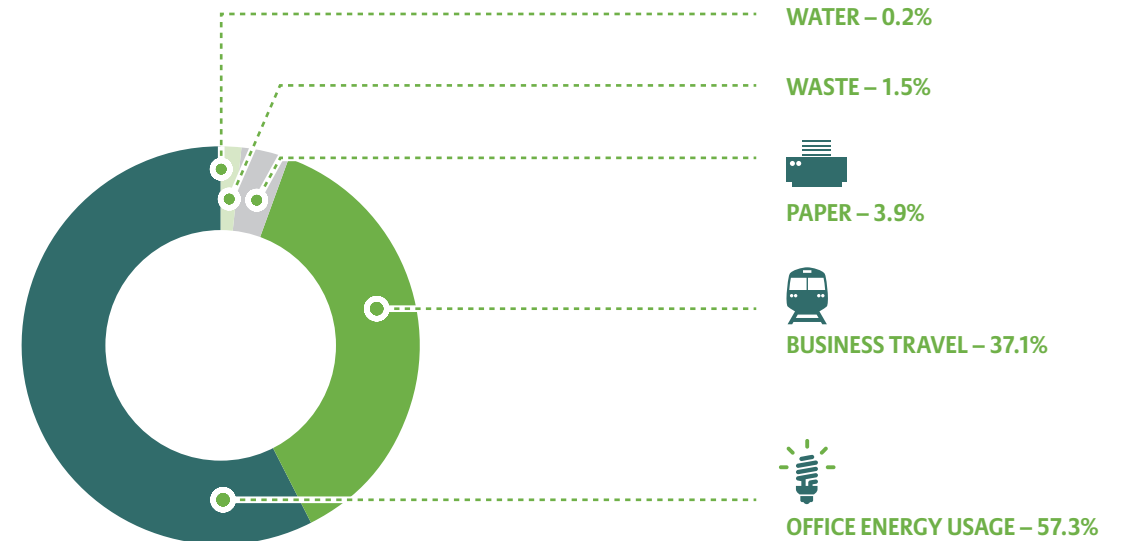 WATER – 0.2%
WASTE – 1.5%
PAPER – 3.9%
BUSINESS TRAVEL – 37.1%
OFFICE ENERGY USAGE – 57.3%